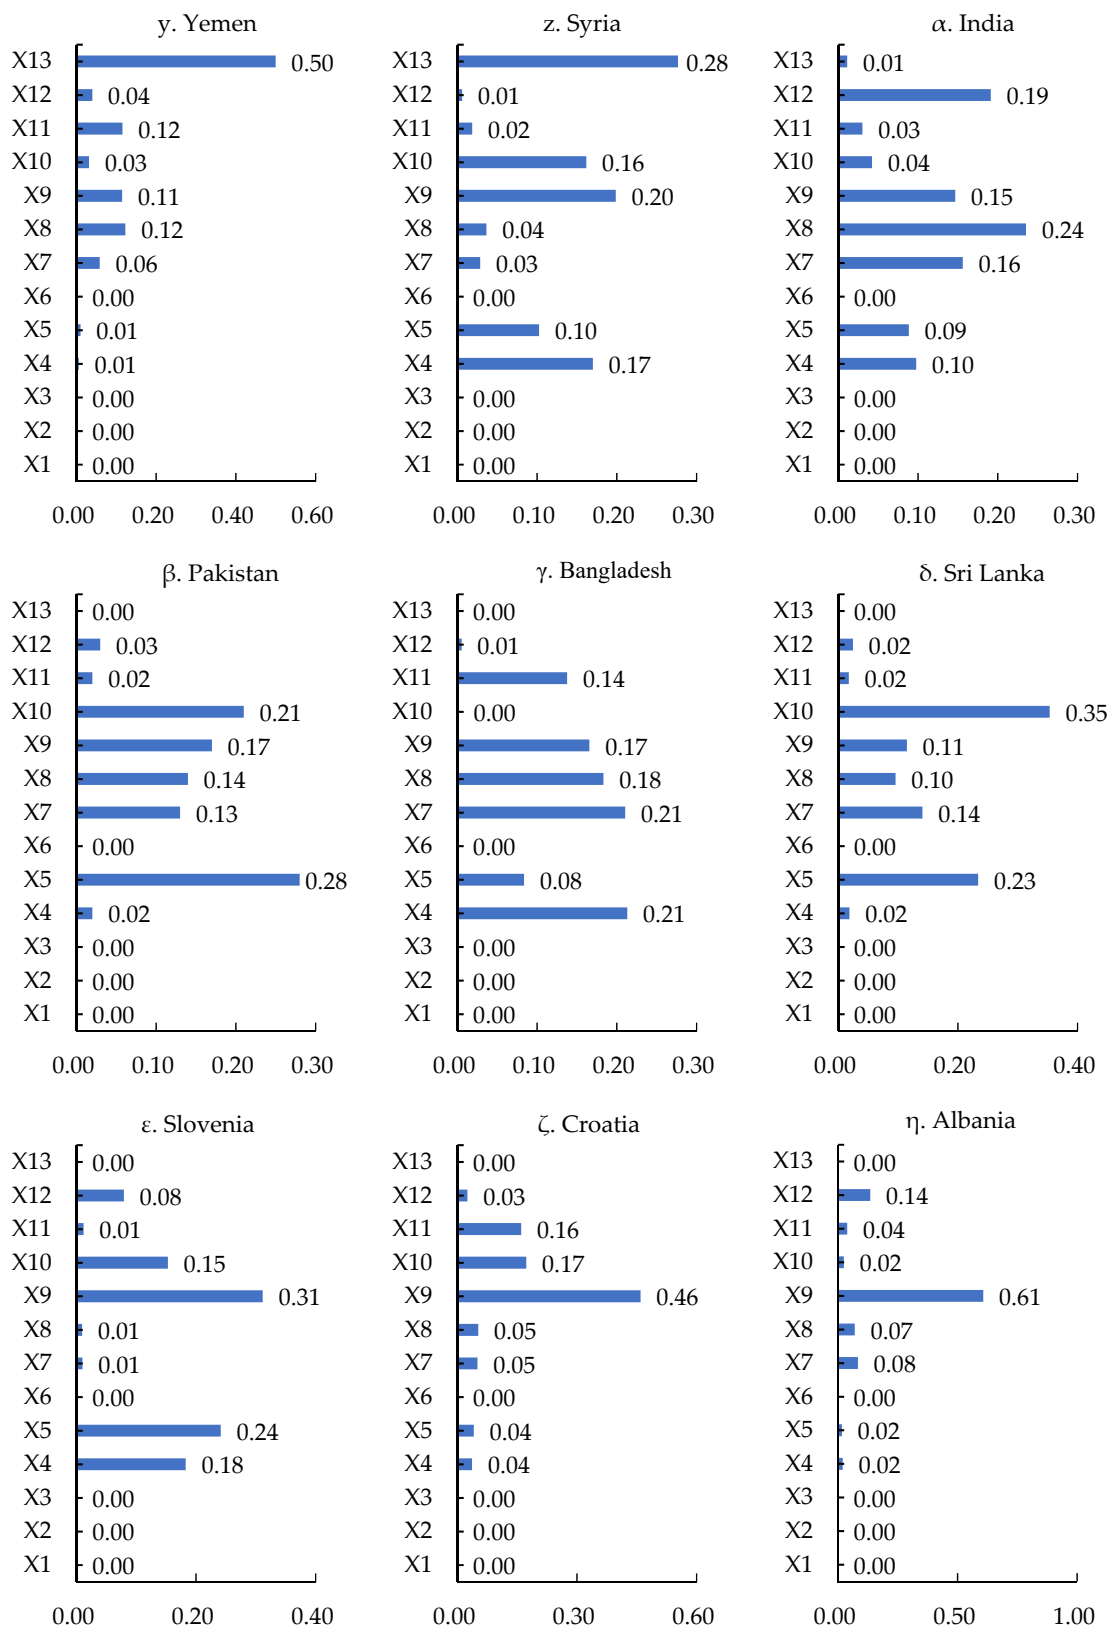 y. Yemen
X13 0.50
X12 0.04
X11 0.12
X10 0.03
X9 0.11
X8 0.12
X7 0.06
X6 0.00
X5 0.01
X4 0.01
X3 0.00
X2 0.00
X1 0.00
0.00 0.20 0.40 0.60
z. Syria
X13 0.28
X12 0.01
X11 0.02
X10 0.16
X9 0.20
X8 0.04
X7 0.03
X6 0.00
X5 0.10
X4 0.17
X3 0.00
X2 0.00
X1 0.00
0.00 0.10 0.20 0.30
α. India
X13 0.01
X12 0.19
X11 0.03
X10 0.04
X9 0.15
X8 0.24
X7 0.16
X6 0.00
X5 0.09
X4 0.10
X3 0.00
X2 0.00
X1 0.00
0.00 0.10 0.20 0.30
β. Pakistan
X13 0.00
X12 0.03
X11 0.02
X10 0.21
X9 0.17
X8 0.14
X7 0.13
X6 0.00
X5 0.28
X4 0.02
X3 0.00
X2 0.00
X1 0.00
0.00 0.10 0.20 0.30
γ. Bangladesh
X13 0.00
X12 0.01
X11 0.14
X10 0.00
X9 0.17
X8 0.18
X7 0.21
X6 0.00
X5 0.08
X4 0.21
X3 0.00
X2 0.00
X1 0.00
0.00 0.10 0.20 0.30
δ. Sri Lanka
X13 0.00
X12 0.02
X11 0.02
X10 0.35
X9 0.11
X8 0.10
X7 0.14
X6 0.00
X5 0.23
X4 0.02
X3 0.00
X2 0.00
X1 0.00
0.00 0.20 0.40
ε. Slovenia
X13 0.00
X12 0.08
X11 0.01
X10 0.15
X9 0.31
X8 0.01
X7 0.01
X6 0.00
X5 0.24
X4 0.18
X3 0.00
X2 0.00
X1 0.00
0.00 0.20 0.40
ζ. Croatia
X13 0.00
X12 0.03
X11 0.16
X10 0.17
X9 0.46
X8 0.05
X7 0.05
X6 0.00
X5 0.04
X4 0.04
X3 0.00
X2 0.00
X1 0.00
0.00 0.30 0.60
η. Albania
X13 0.00
X12 0.14
X11 0.04
X10 0.02
X9 0.61
X8 0.07
X7 0.08
X6 0.00
X5 0.02
X4 0.02
X3 0.00
X2 0.00
X1 0.00
0.00 0.50 1.00